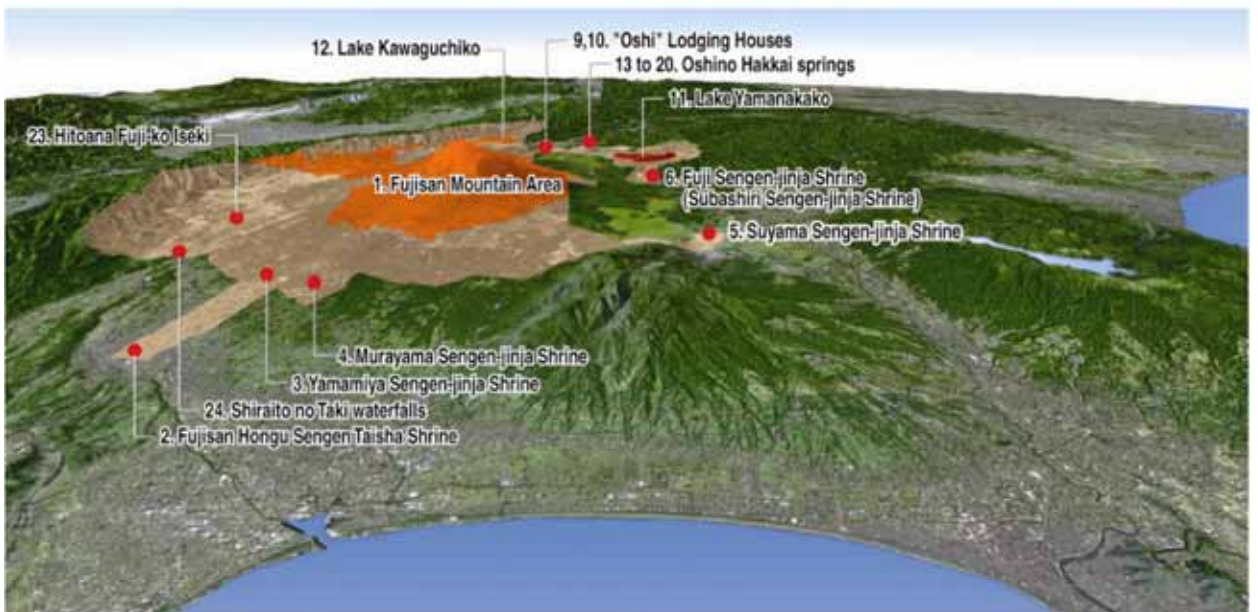 9,10. "Oshi" Lodging Houses
12. Lake Kawaguchiko
13 to 20. Oshino Hakkai springs
11. Lake Yamanakako
23. Hitoana Fuji-ko Iseki
1. Fujisan Mountain Area
6. Fuji Sengen-jinja Shrine
(Subashiri Sengen-jinja Shrine)
5. Suyama Sengen-jinja Shrine
4. Murayama Sengen-jinja Shrine
3. Yamamiya Sengen-jinja Shrine
24. Shiraito no Taki waterfalls
2. Fujisan Hongu Sengen Taisha Shrine